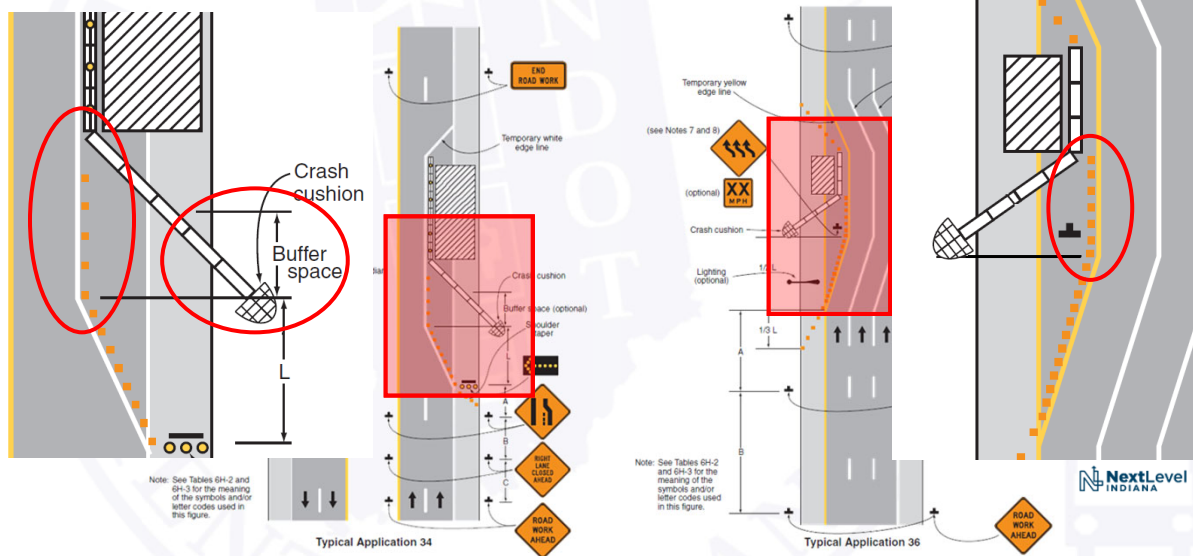 Crash
cushion
Buffer
space
L
Note: See Tables 6H-2 and
6H-3 for the meaning
of the symbols and/or
letter codes used in
this figure.
END
ROAD WORK
Temporary white
edge line
Crash cushion
Buffer space (optional)
Shoulder
taper
L
A
B
C
RIGHT
LANE
CLOSED
AHEAD
ROAD
WORK
AHEAD
Typical Application 34
Temporary yellow
edge line
(see Notes 7 and 8)
(optional)
XX
MPH
Crash cushion
Lighting
(optional)
1/2 L
1/3 L
A
B
Note: See Tables 6H-2
and 6H-3 for the
meaning of the
symbols and/or
letter codes used
in this figure.
Typical Application 36
ROAD
WORK
AHEAD
NextLevel
INDIANA